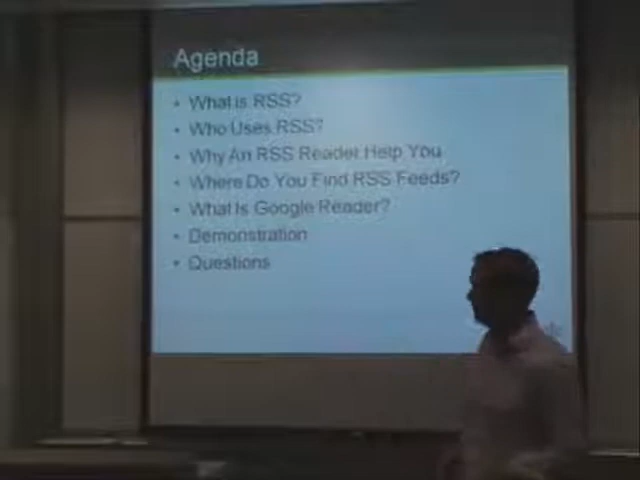 Agenda
• What is RSS?
• Who Uses RSS?
• Why An RSS Reader Help You
• Where Do You Find RSS Feeds?
• What Is Google Reader?
• Demonstration
• Questions